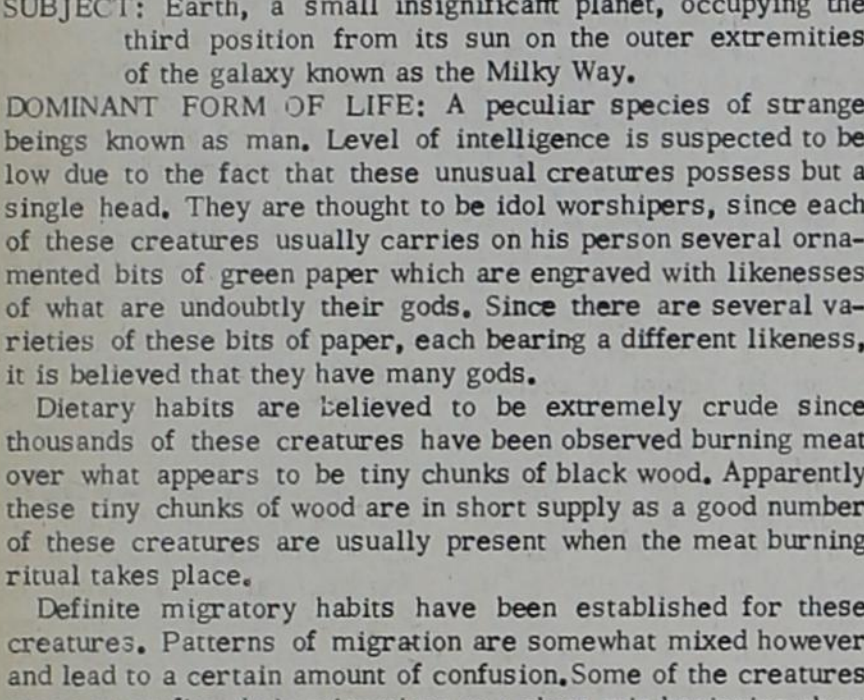 SUBJECT: Earth, a small insignificant planet, occupying the
third position from its sun on the outer extremities
of the galaxy known as the Milky Way.
DOMINANT FORM OF LIFE: A peculiar species of strange
beings known as man. Level of intelligence is suspected to be
low due to the fact that these unusual creatures possess but a
single head. They are thought to be idol worshipers, since each
of these creatures usually carries on his person several orna-
mented bits of green paper which are engraved with likenesses
of what are undoubtly their gods. Since there are several va-
rieties of these bits of paper, each bearing a different likeness,
it is believed that they have many gods.
Dietary habits are believed to be extremely crude since
thousands of these creatures have been observed burning meat
over what appears to be tiny chunks of black wood. Apparently
these tiny chunks of wood are in short supply as a good number
of these creatures are usually present when the meat burning
ritual takes place.
Definite migratory habits have been established for these
creatures. Patterns of migration are somewhat mixed however
and lead to a certain amount of confusion. Some of the creatures